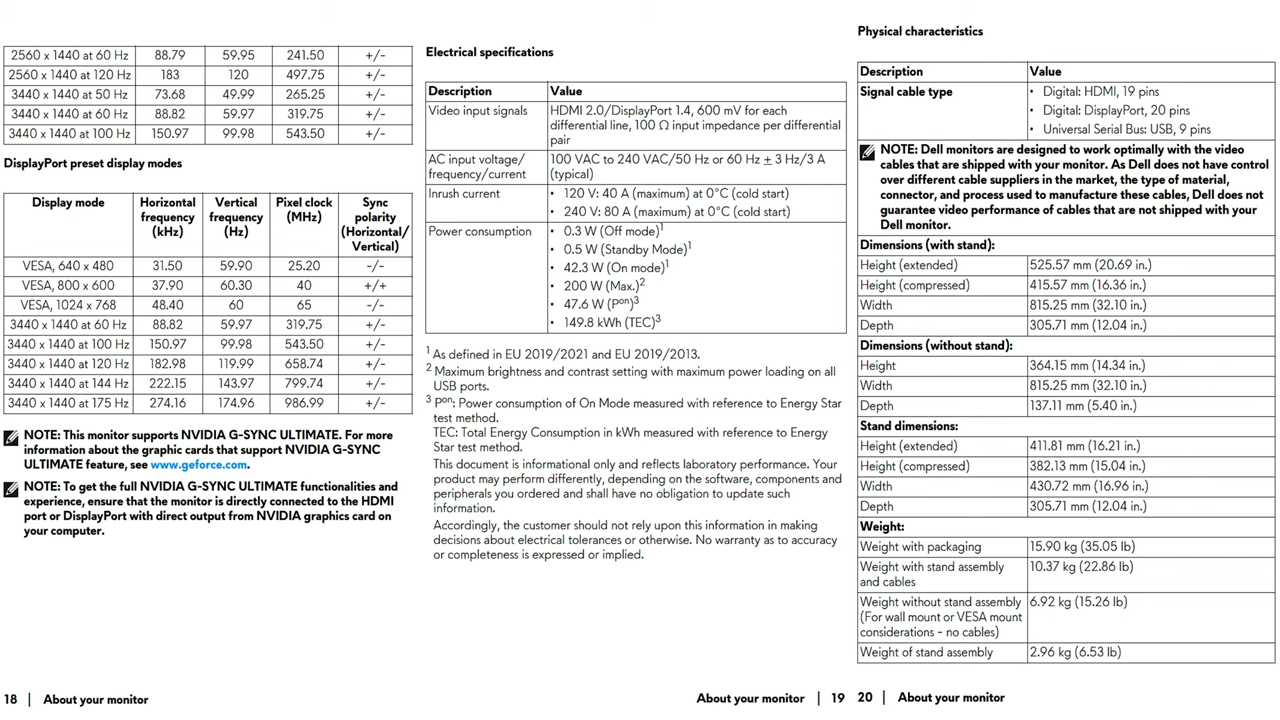 2560 x 1440 at 60 Hz 88.79 59.95 241.50 +/-
2560 x 1440 at 120 Hz 183 120 497.75 +/-
3440 x 1440 at 50 Hz 73.68 49.99 265.25 +/-
3440 x 1440 at 60 Hz 88.82 59.97 319.75 +/-
3440 x 1440 at 100 Hz 150.97 99.98 543.50 +/-
DisplayPort preset display modes
Display mode Horizontal frequency (kHz) Vertical frequency (Hz) Pixel clock (MHz) Sync polarity (Horizontal/ Vertical)
VESA, 640 x 480 31.50 59.90 25.20 -/-
VESA, 800 x 600 37.90 60.30 40 +/+
VESA, 1024 x 768 48.40 60 65 -/-
3440 x 1440 at 60 Hz 88.82 59.97 319.75 +/-
3440 x 1440 at 100 Hz 150.97 99.98 543.50 +/-
3440 x 1440 at 120 Hz 182.98 119.99 658.74 +/-
3440 x 1440 at 144 Hz 222.15 143.97 799.74 +/-
3440 x 1440 at 175 Hz 274.16 174.96 986.99 +/-
NOTE: This monitor supports NVIDIA G-SYNC ULTIMATE. For more
information about the graphic cards that support NVIDIA G-SYNC
ULTIMATE feature, see www.geforce.com.
NOTE: To get the full NVIDIA G-SYNC ULTIMATE functionalities and
experience, ensure that the monitor is directly connected to the HDMI
port or DisplayPort with direct output from NVIDIA graphics card on
your computer.
18 | About your monitor
Electrical specifications
Description Value
Video input signals HDMI 2.0/DisplayPort 1.4, 600 mV for each
differential line, 100 Ω input impedance per differential
pair
AC input voltage/ 100 VAC to 240 VAC/50 Hz or 60 Hz ± 3 Hz/3 A
frequency/current (typical)
Inrush current • 120 V: 40 A (maximum) at 0°C (cold start)
• 240 V: 80 A (maximum) at 0°C (cold start)
Power consumption • 0.3 W (Off mode)¹
• 0.5 W (Standby Mode)¹
• 42.3 W (On mode)¹
• 200 W (Max.)²
• 47.6 W (Pon)³
• 149.8 kWh (TEC)³
¹ As defined in EU 2019/2021 and EU 2019/2013.
² Maximum brightness and contrast setting with maximum power loading on all
USB ports.
³ Pon: Power consumption of On Mode measured with reference to Energy Star
test method.
TEC: Total Energy Consumption in kWh measured with reference to Energy
Star test method.
This document is informational only and reflects laboratory performance. Your
product may perform differently, depending on the software, components and
peripherals you ordered and shall have no obligation to update such
information.
Accordingly, the customer should not rely upon this information in making
decisions about electrical tolerances or otherwise. No warranty as to accuracy
or completeness is expressed or implied.
About your monitor | 19
Physical characteristics
Description Value
Signal cable type • Digital: HDMI, 19 pins
• Digital: DisplayPort, 20 pins
• Universal Serial Bus: USB, 9 pins
NOTE: Dell monitors are designed to work optimally with the video
cables that are shipped with your monitor. As Dell does not have control
over different cable suppliers in the market, the type of material,
connector, and process used to manufacture these cables, Dell does not
guarantee video performance of cables that are not shipped with your
Dell monitor.
Dimensions (with stand):
Height (extended) 525.57 mm (20.69 in.)
Height (compressed) 415.57 mm (16.36 in.)
Width 815.25 mm (32.10 in.)
Depth 305.71 mm (12.04 in.)
Dimensions (without stand):
Height 364.15 mm (14.34 in.)
Width 815.25 mm (32.10 in.)
Depth 137.11 mm (5.40 in.)
Stand dimensions:
Height (extended) 411.81 mm (16.21 in.)
Height (compressed) 382.13 mm (15.04 in.)
Width 430.72 mm (16.96 in.)
Depth 305.71 mm (12.04 in.)
Weight:
Weight with packaging 15.90 kg (35.05 lb)
Weight with stand assembly 10.37 kg (22.86 lb)
and cables
Weight without stand assembly 6.92 kg (15.26 lb)
(For wall mount or VESA mount
considerations - no cables)
Weight of stand assembly 2.96 kg (6.53 lb)
20 | About your monitor